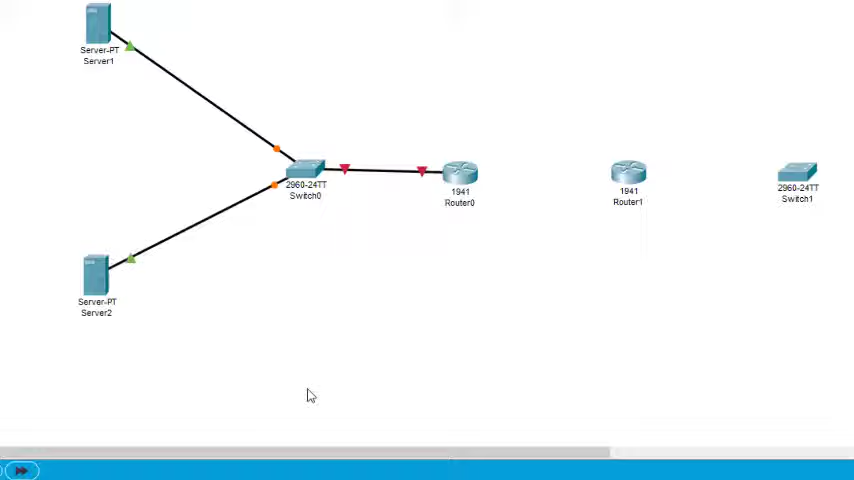 Server-PT
Server1
2960-24TT
Switch0
1941
Router0
1941
Router1
2960-24TT
Switch1
Server-PT
Server2